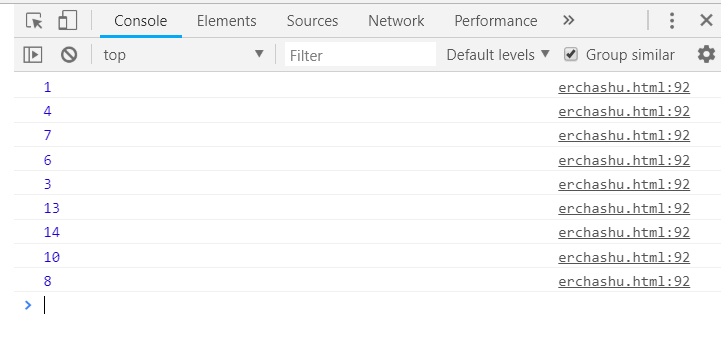 Console Elements Sources Network Performance »
top Filter Default levels Group similar
1 erchashu.html:92
4 erchashu.html:92
7 erchashu.html:92
6 erchashu.html:92
3 erchashu.html:92
13 erchashu.html:92
14 erchashu.html:92
10 erchashu.html:92
8 erchashu.html:92